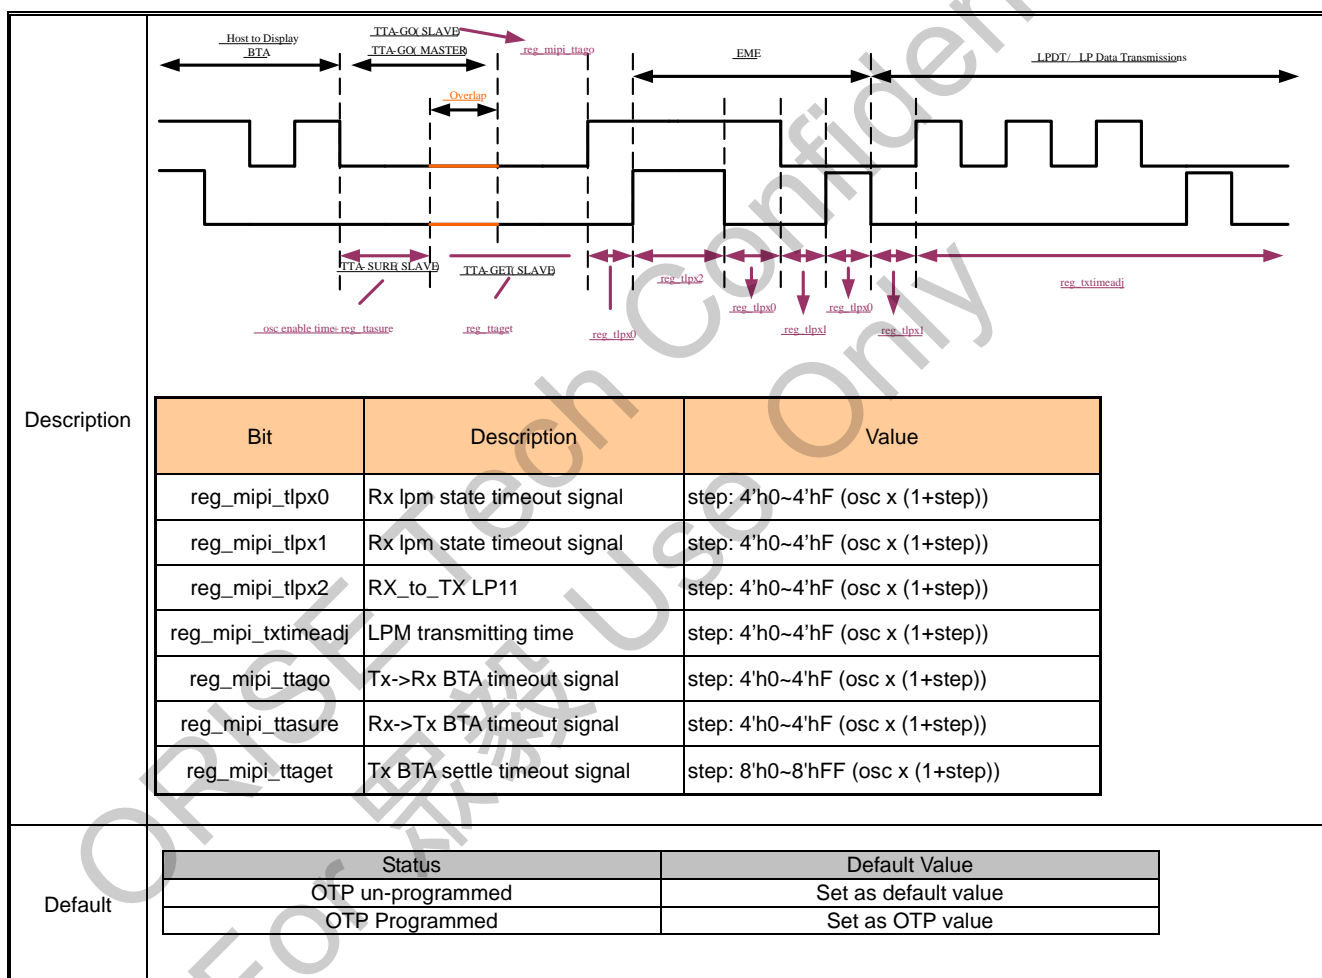 Host to Display
BTA
TTA-GO( SLAVE)
TTA-GO( MASTER)
reg_mipi_ttago
EME
LPDT/ LP Data Transmissions
Overlap
TTA-SURE( SLAVE)
TTA-GET( SLAVE)
reg_tlpx2
reg_txtimeadj
osc enable time+reg_ttasure
reg_ttaget
reg_tlpx0
reg_tlpx0
reg_tlpx1
reg_tlpx0
reg_tlpx1
Description
Bit Description Value
reg_mipi_tlpx0 Rx lpm state timeout signal step: 4'h0~4'hF (osc x (1+step))
reg_mipi_tlpx1 Rx lpm state timeout signal step: 4'h0~4'hF (osc x (1+step))
reg_mipi_tlpx2 RX_to_TX LP11 step: 4'h0~4'hF (osc x (1+step))
reg_mipi_txtimeadj LPM transmitting time step: 4'h0~4'hF (osc x (1+step))
reg_mipi_ttago Tx->Rx BTA timeout signal step: 4'h0~4'hF (osc x (1+step))
reg_mipi_ttasure Rx->Tx BTA timeout signal step: 4'h0~4'hF (osc x (1+step))
reg_mipi_ttaget Tx BTA settle timeout signal step: 8'h0~8'hFF (osc x (1+step))
Default
Status Default Value
OTP un-programmed Set as default value
OTP Programmed Set as OTP value
ORISE Tech Confiden
For 眾毅 Use Only